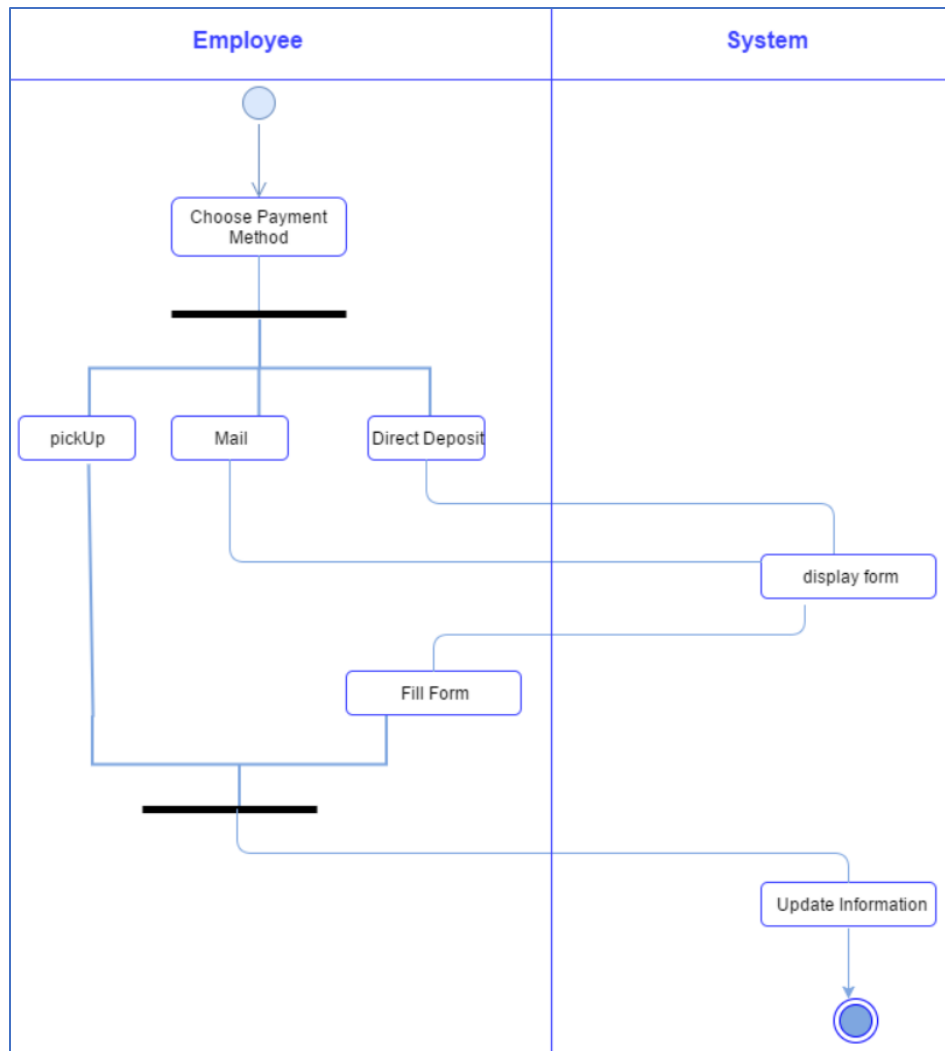 Employee
System
Choose Payment
Method
pickUp
Mail
Direct Deposit
display form
Fill Form
Update Information